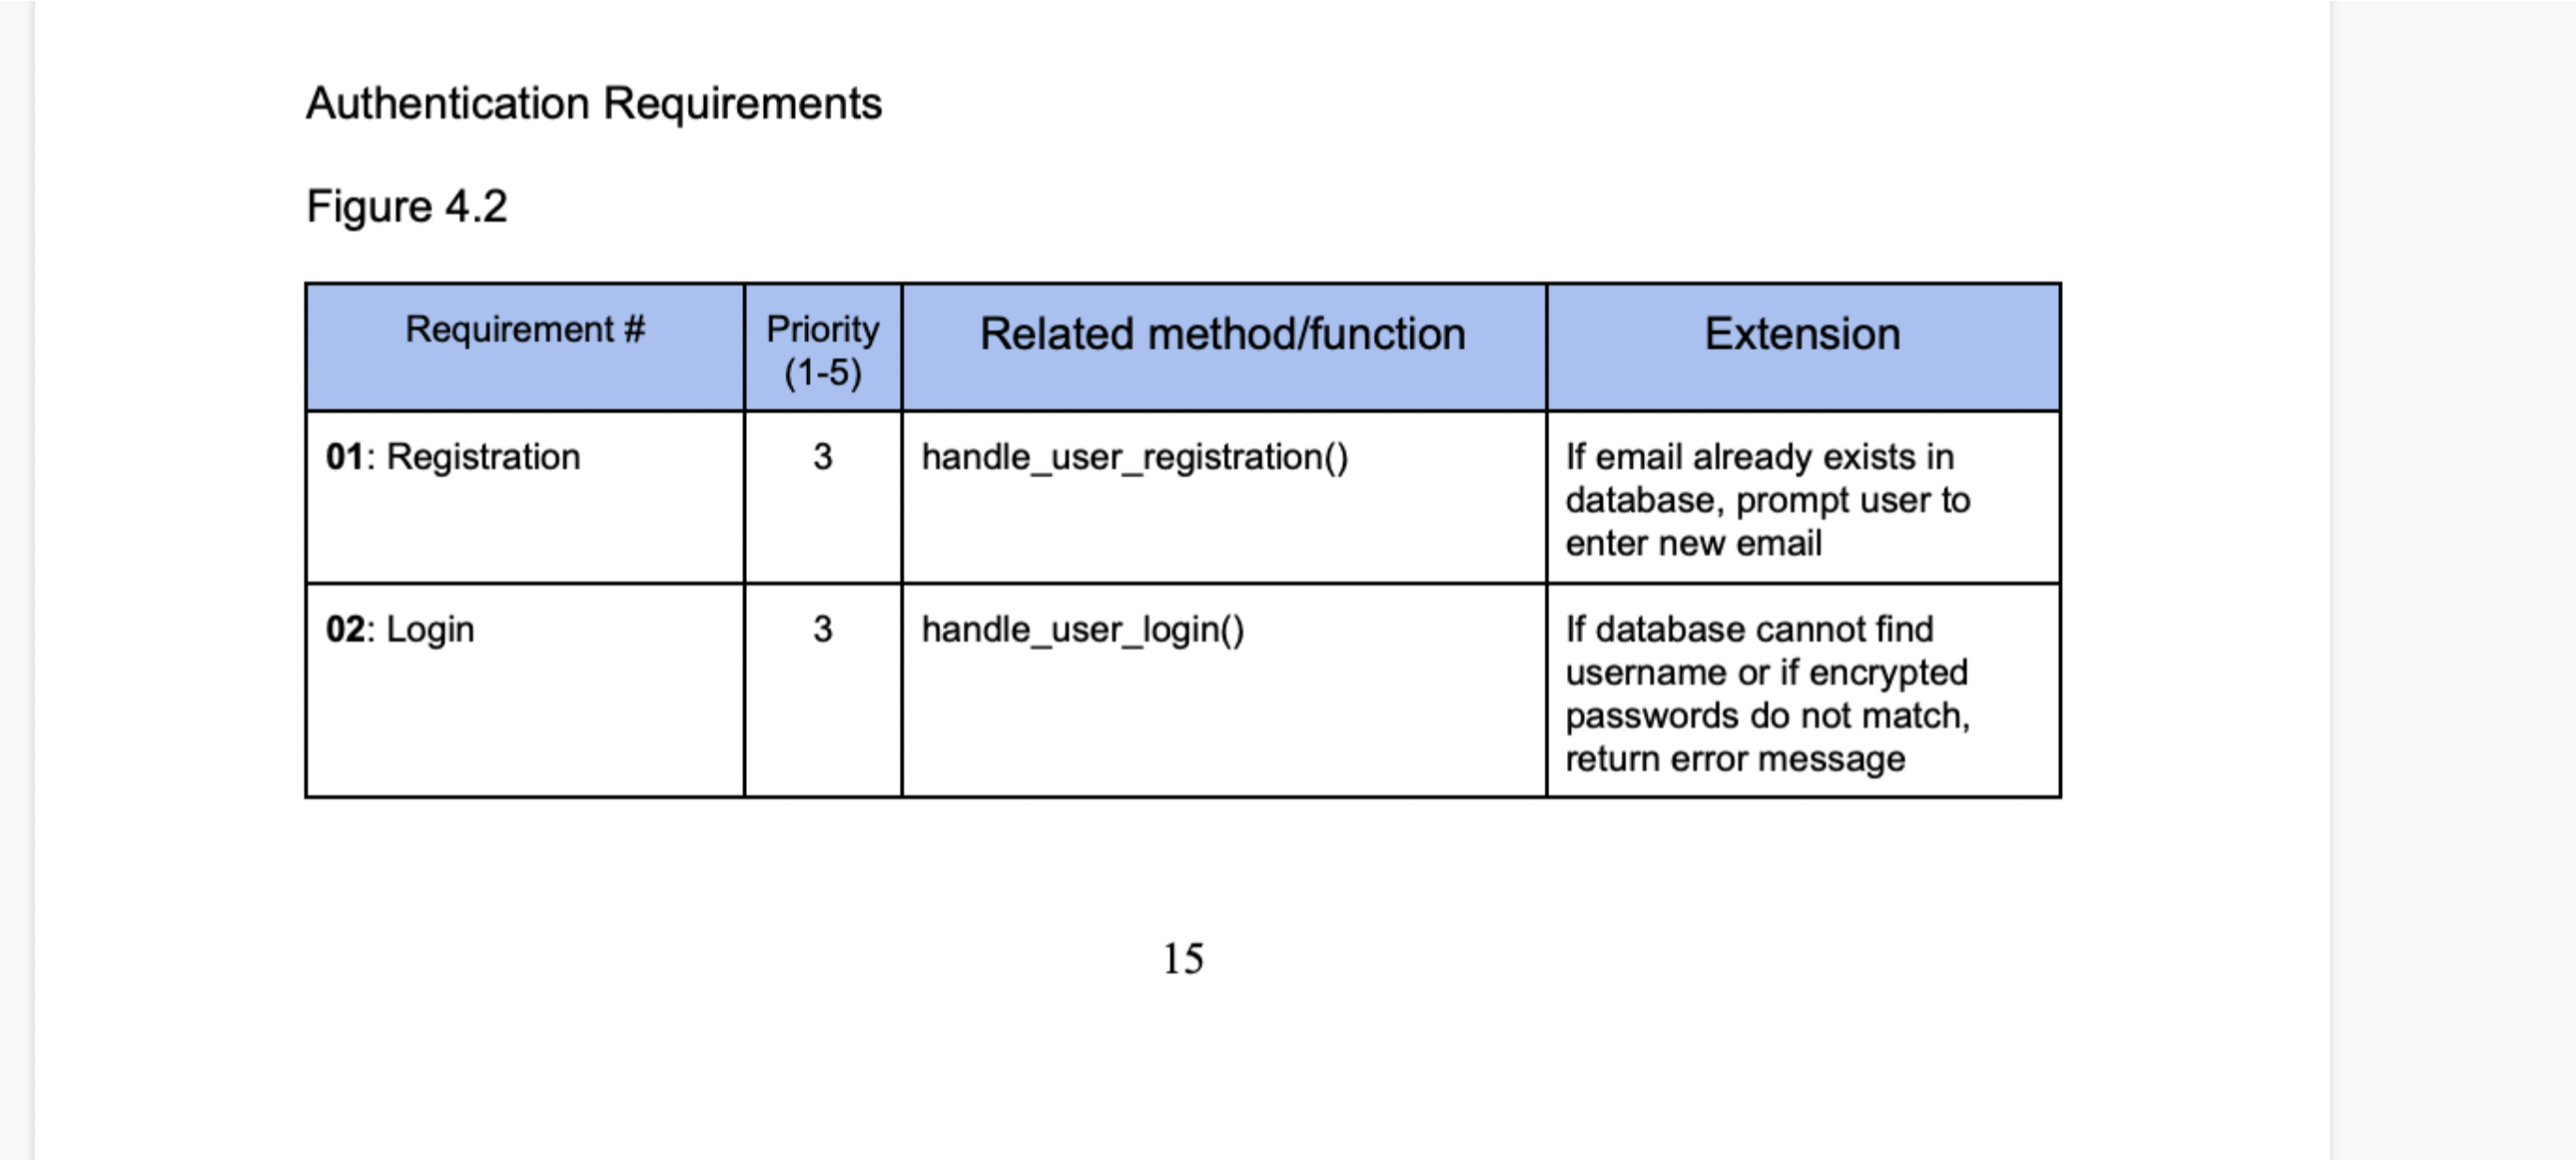 Authentication Requirements
Figure 4.2
Requirement #
Priority
(1-5)
Related method/function
Extension
01: Registration
3
handle_user_registration()
If email already exists in
database, prompt user to
enter new email
02: Login
3
handle_user_login()
If database cannot find
username or if encrypted
passwords do not match,
return error message
15